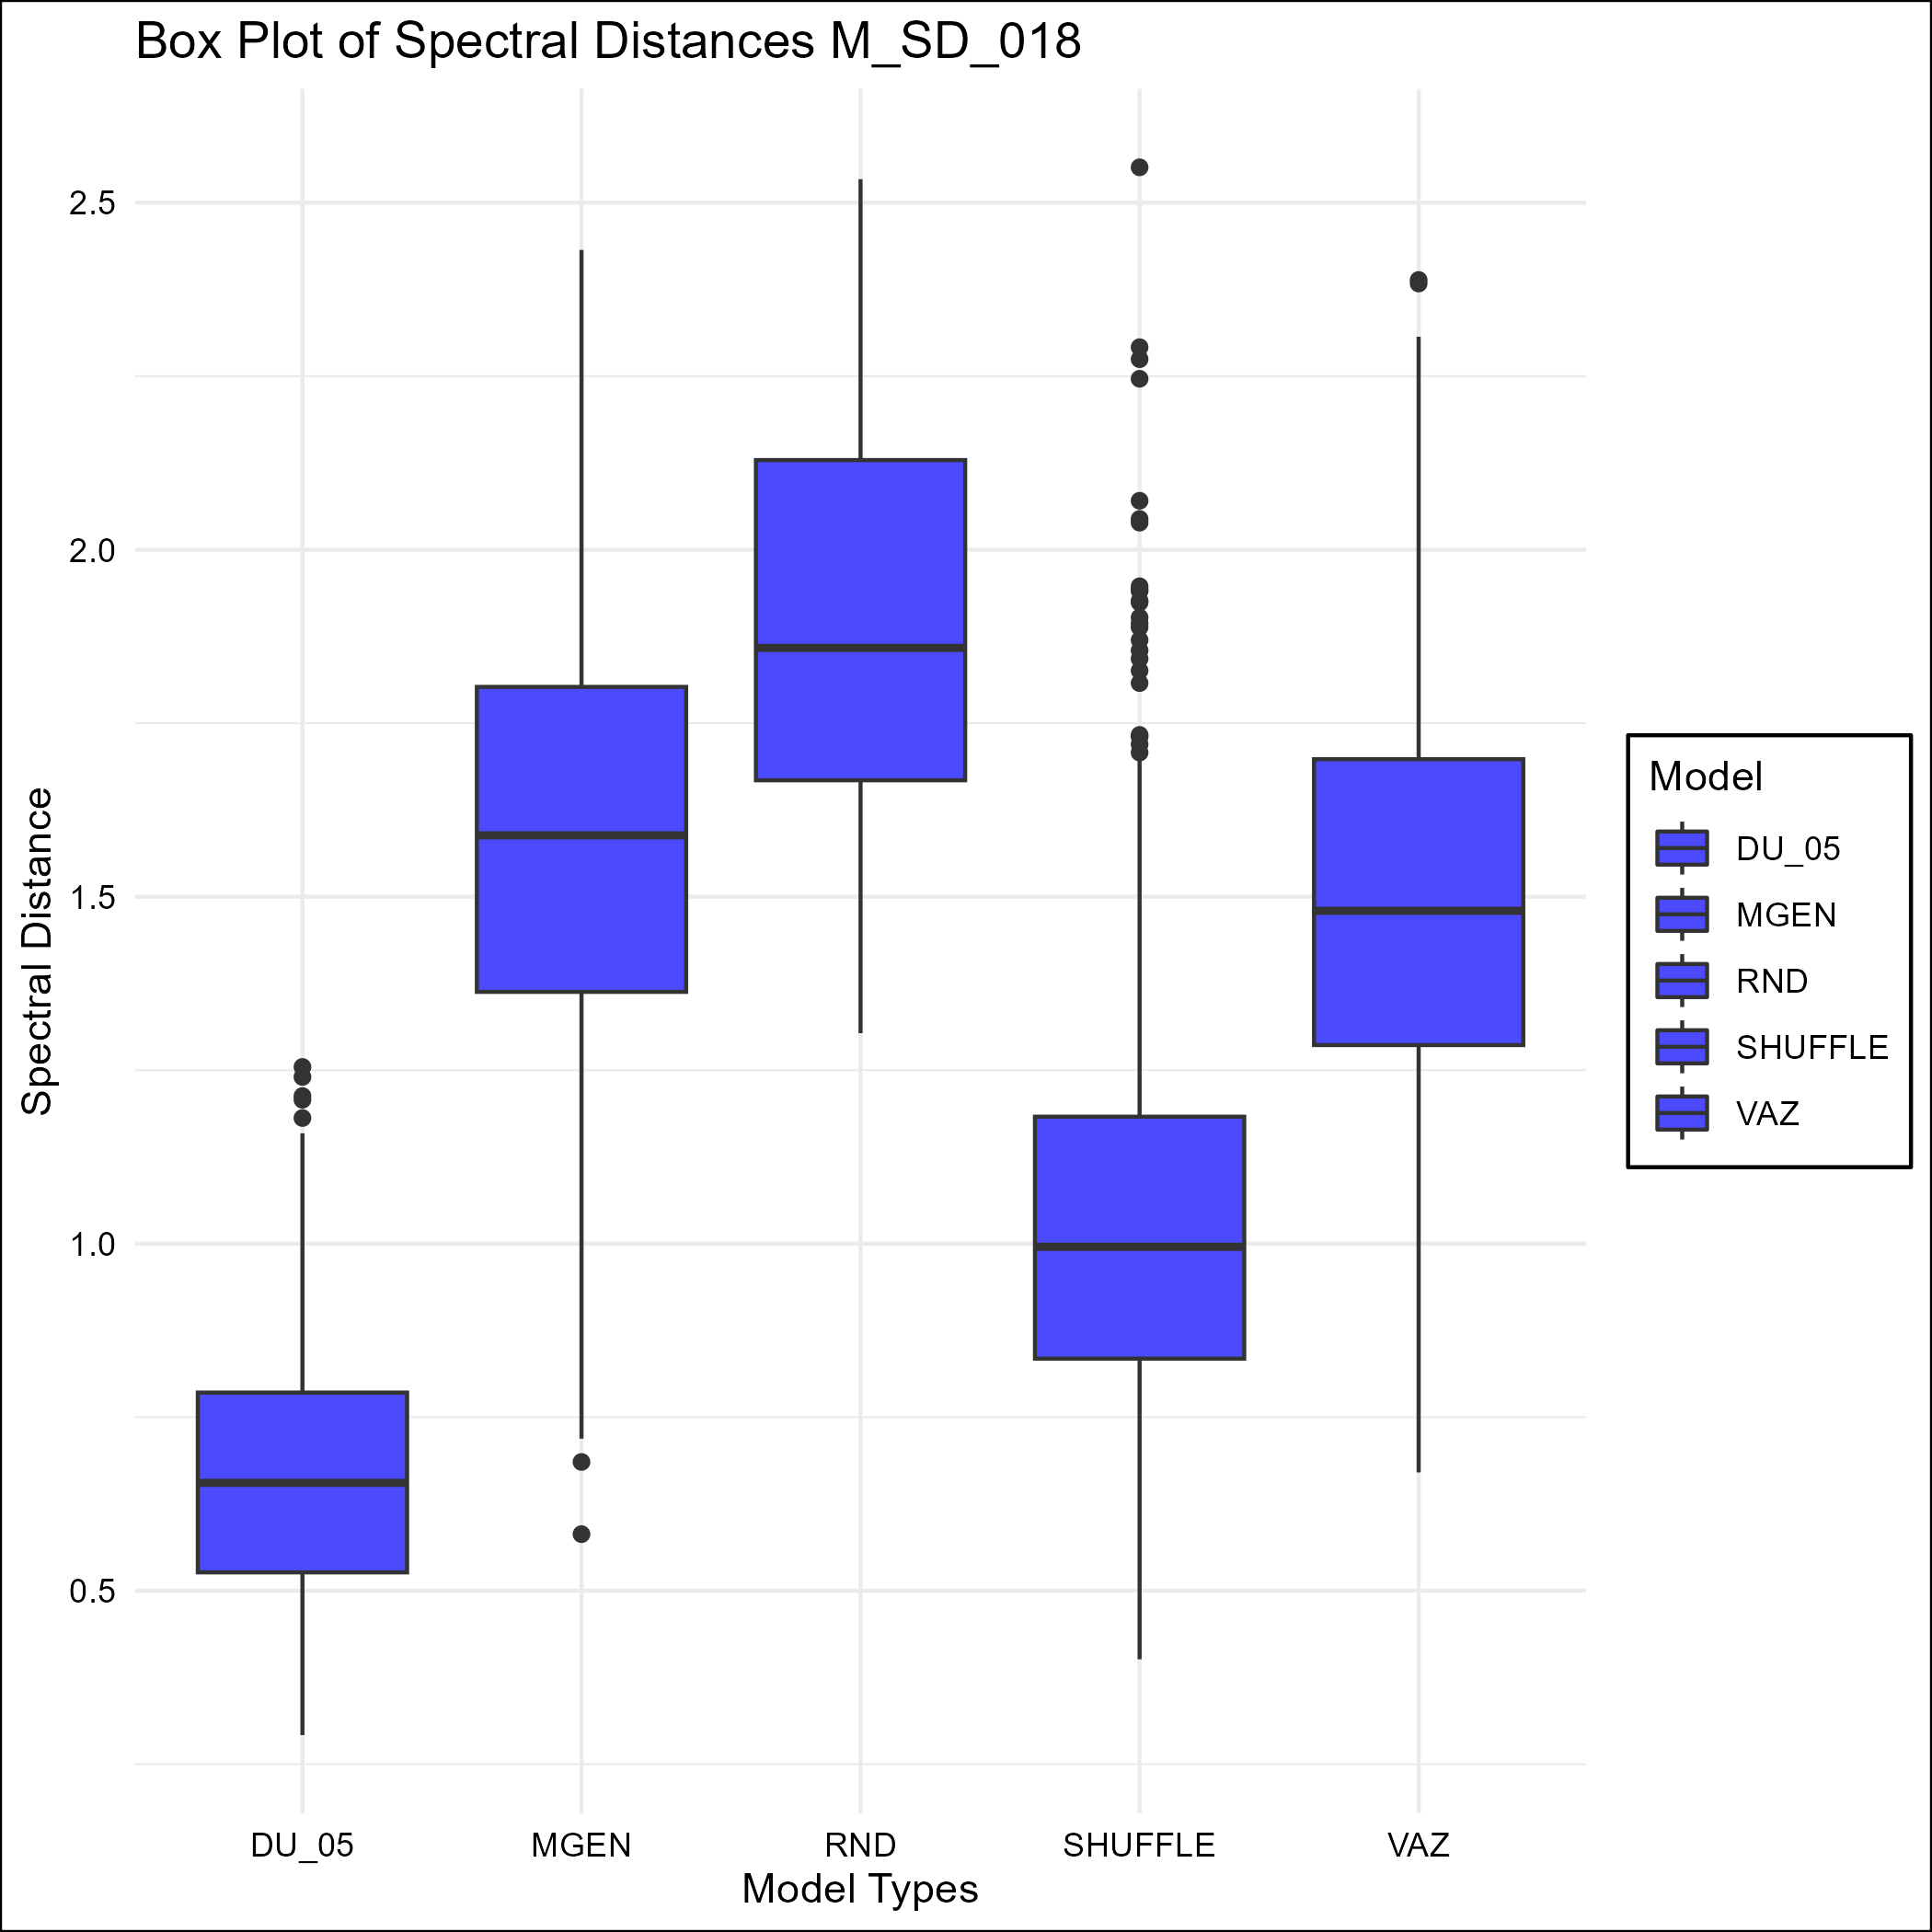 Box Plot of Spectral Distances M_SD_018
Spectral Distance
2.5
2.0
1.5
1.0
0.5
DU_05 MGEN RND SHUFFLE VAZ
Model Types
Model
DU_05
MGEN
RND
SHUFFLE
VAZ